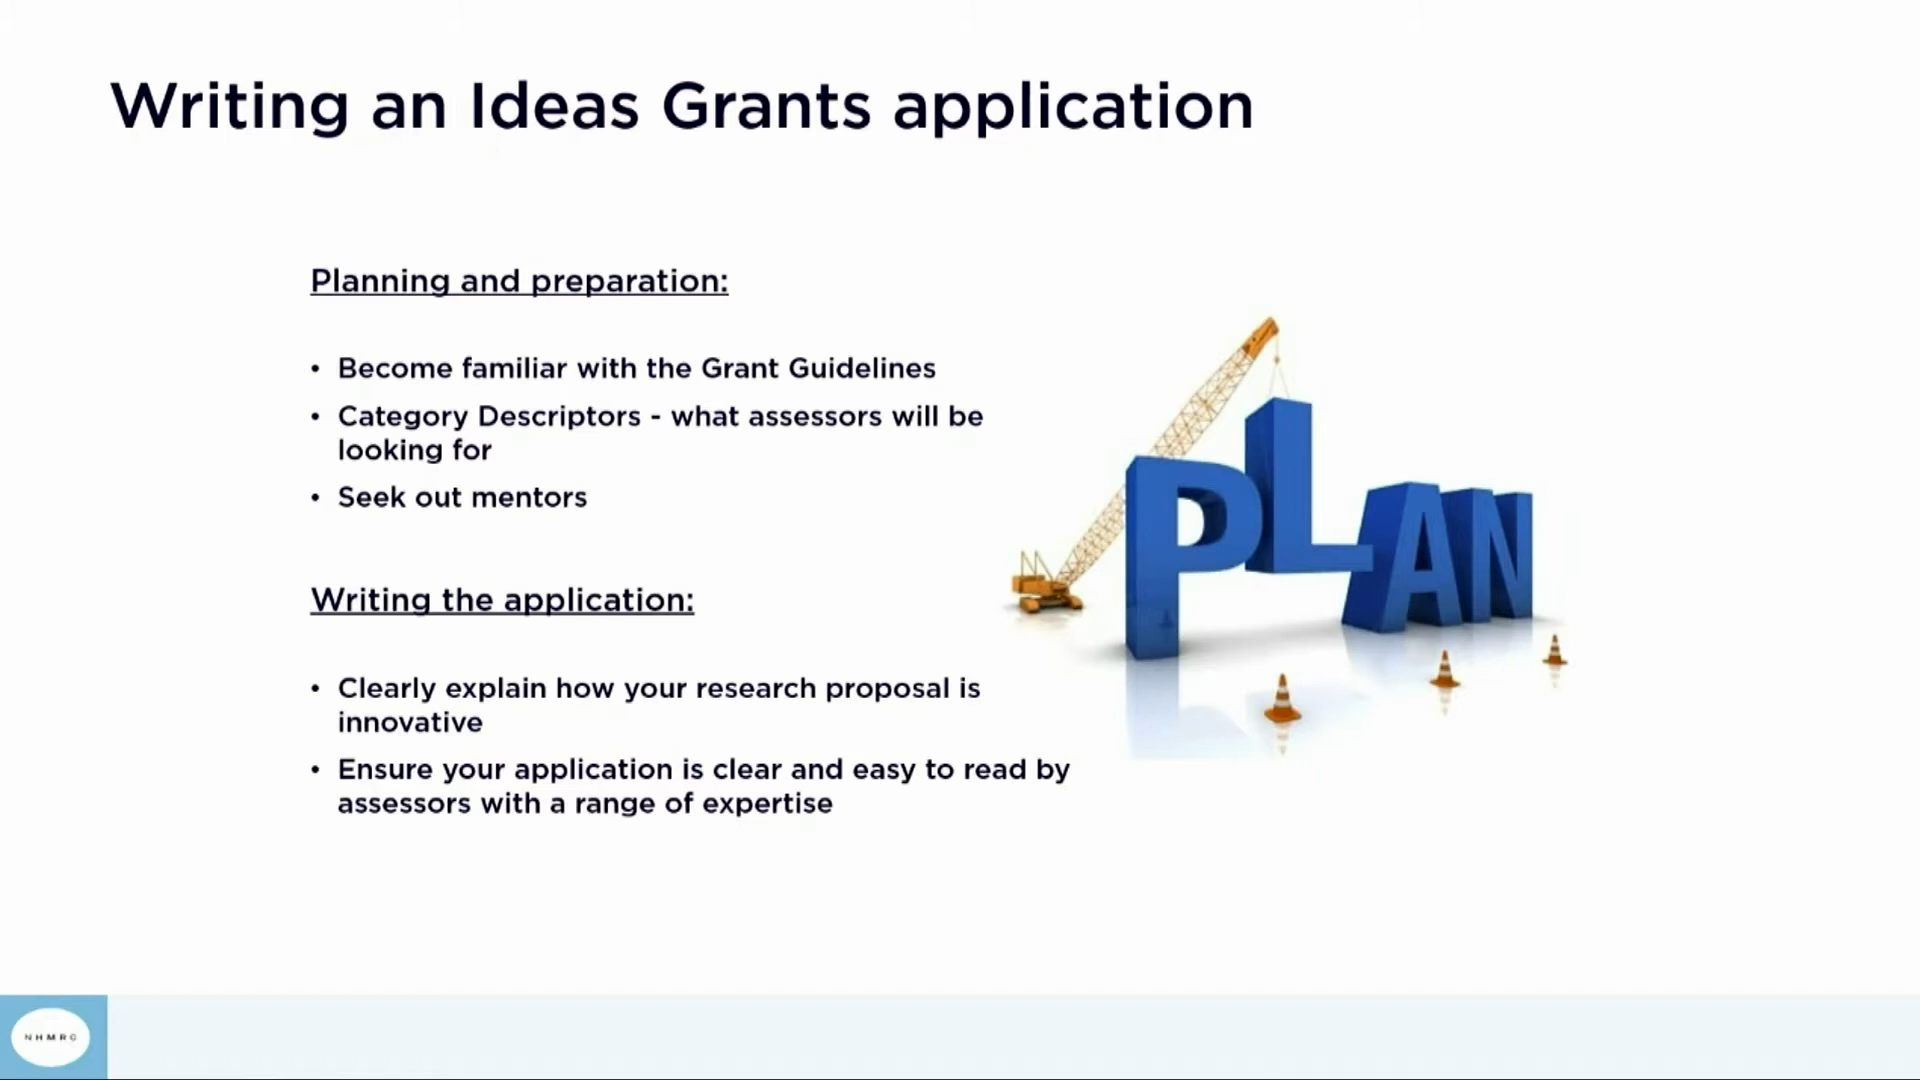 Writing an Ideas Grants application
Planning and preparation:
• Become familiar with the Grant Guidelines
• Category Descriptors - what assessors will be
looking for
• Seek out mentors
PLAN
Writing the application:
• Clearly explain how your research proposal is
innovative
• Ensure your application is clear and easy to read by
assessors with a range of expertise
NHMRC